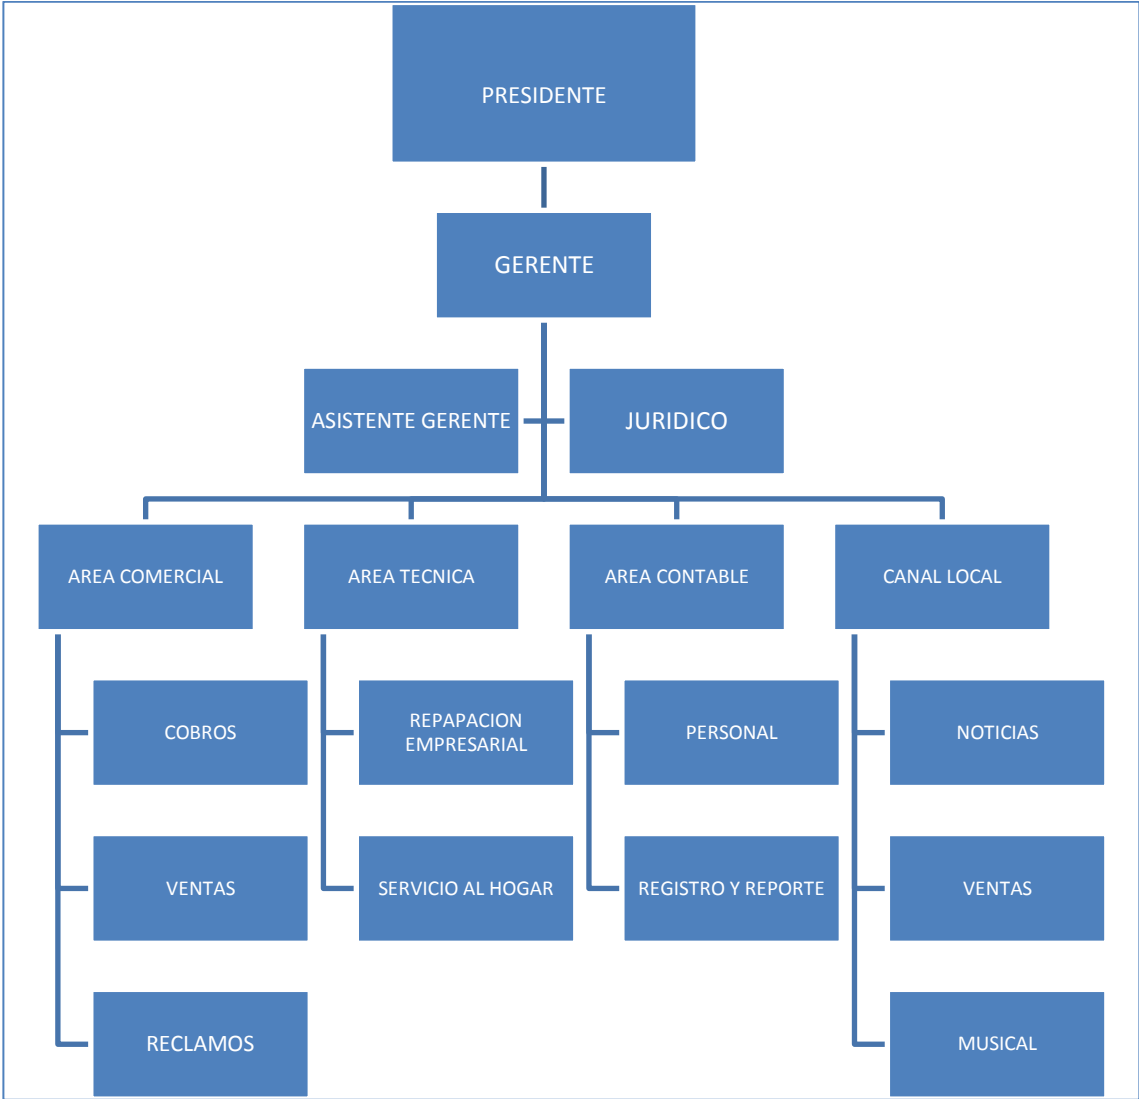 PRESIDENTE
GERENTE
ASISTENTE GERENTE
JURIDICO
AREA COMERCIAL
AREA TECNICA
AREA CONTABLE
CANAL LOCAL
COBROS
REPAPACION
EMPRESARIAL
PERSONAL
NOTICIAS
VENTAS
SERVICIO AL HOGAR
REGISTRO Y REPORTE
VENTAS
RECLAMOS
MUSICAL